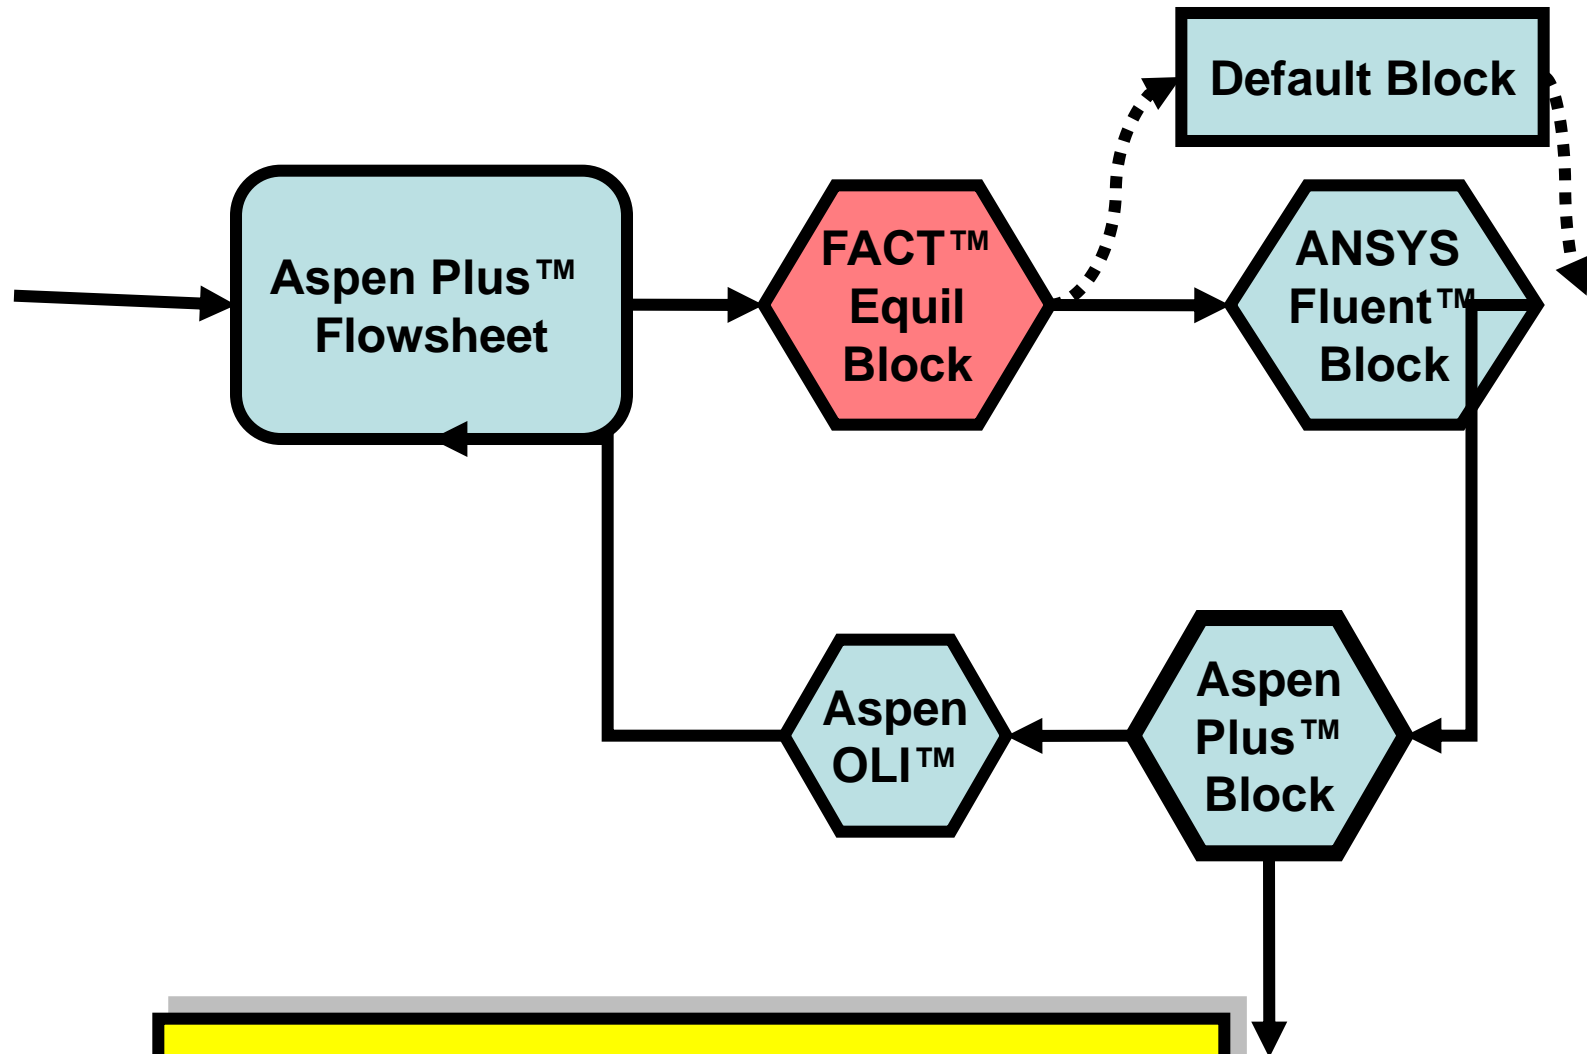 Default Block
Aspen Plus™
Flowsheet
FACT™
Equil
Block
ANSYS
Fluent™
Block
Aspen
OLI™
Aspen
Plus™
Block